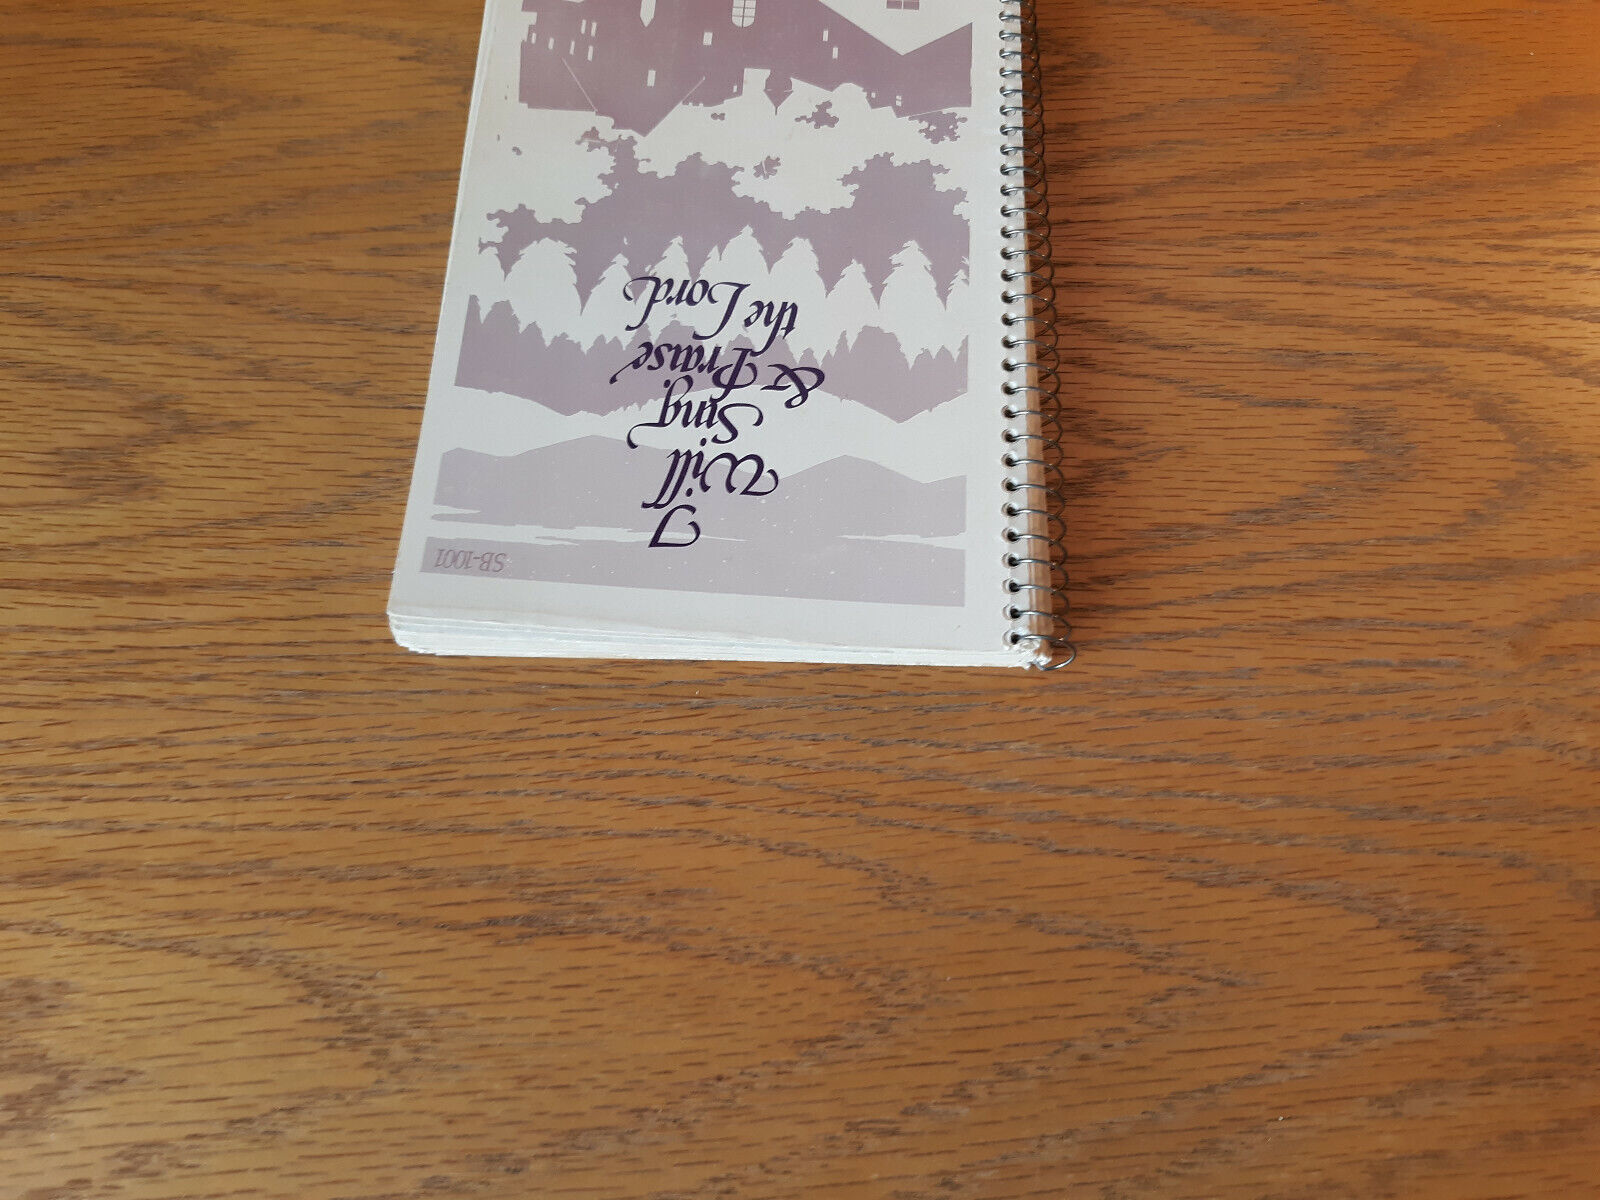 SB-1001
I
Will
Sing
& Praise
the Lord